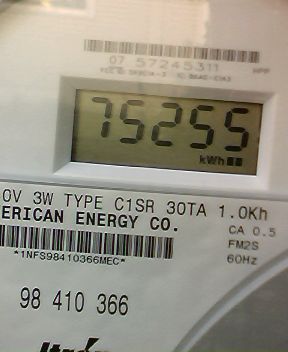 07 57245311
75255
kWh
0V 3W TYPE C1SR 30TA 1.0Kh
ERICAN ENERGY CO.
CA 0.5
FM2S
60Hz
*1NFS98410366MEC*
98 410 366
Itron